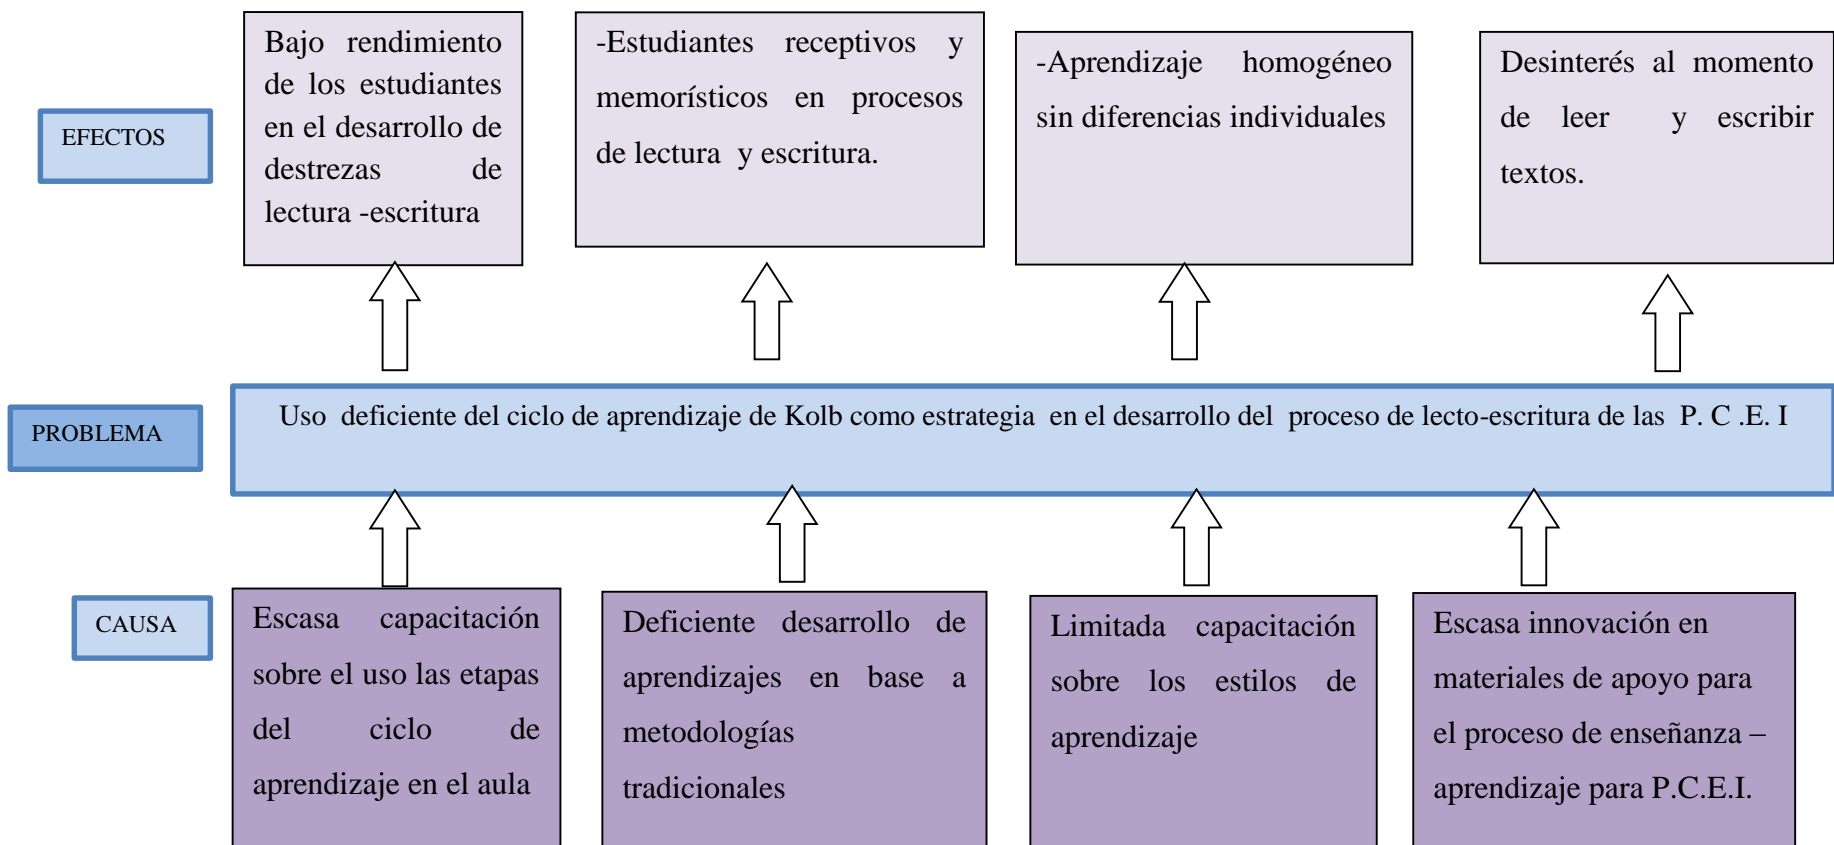 EFECTOS
Bajo rendimiento
de los estudiantes
en el desarrollo de
destrezas de
lectura -escritura
-Estudiantes receptivos y
memorísticos en procesos
de lectura y escritura.
-Aprendizaje homogéneo
sin diferencias individuales
Desinterés al momento
de leer y escribir
textos.
PROBLEMA
Uso deficiente del ciclo de aprendizaje de Kolb como estrategia en el desarrollo del proceso de lecto-escritura de las P. C .E. I
CAUSA
Escasa capacitación
sobre el uso las etapas
del ciclo de
aprendizaje en el aula
Deficiente desarrollo de
aprendizajes en base a
metodologías
tradicionales
Limitada capacitación
sobre los estilos de
aprendizaje
Escasa innovación en
materiales de apoyo para
el proceso de enseñanza –
aprendizaje para P.C.E.I.